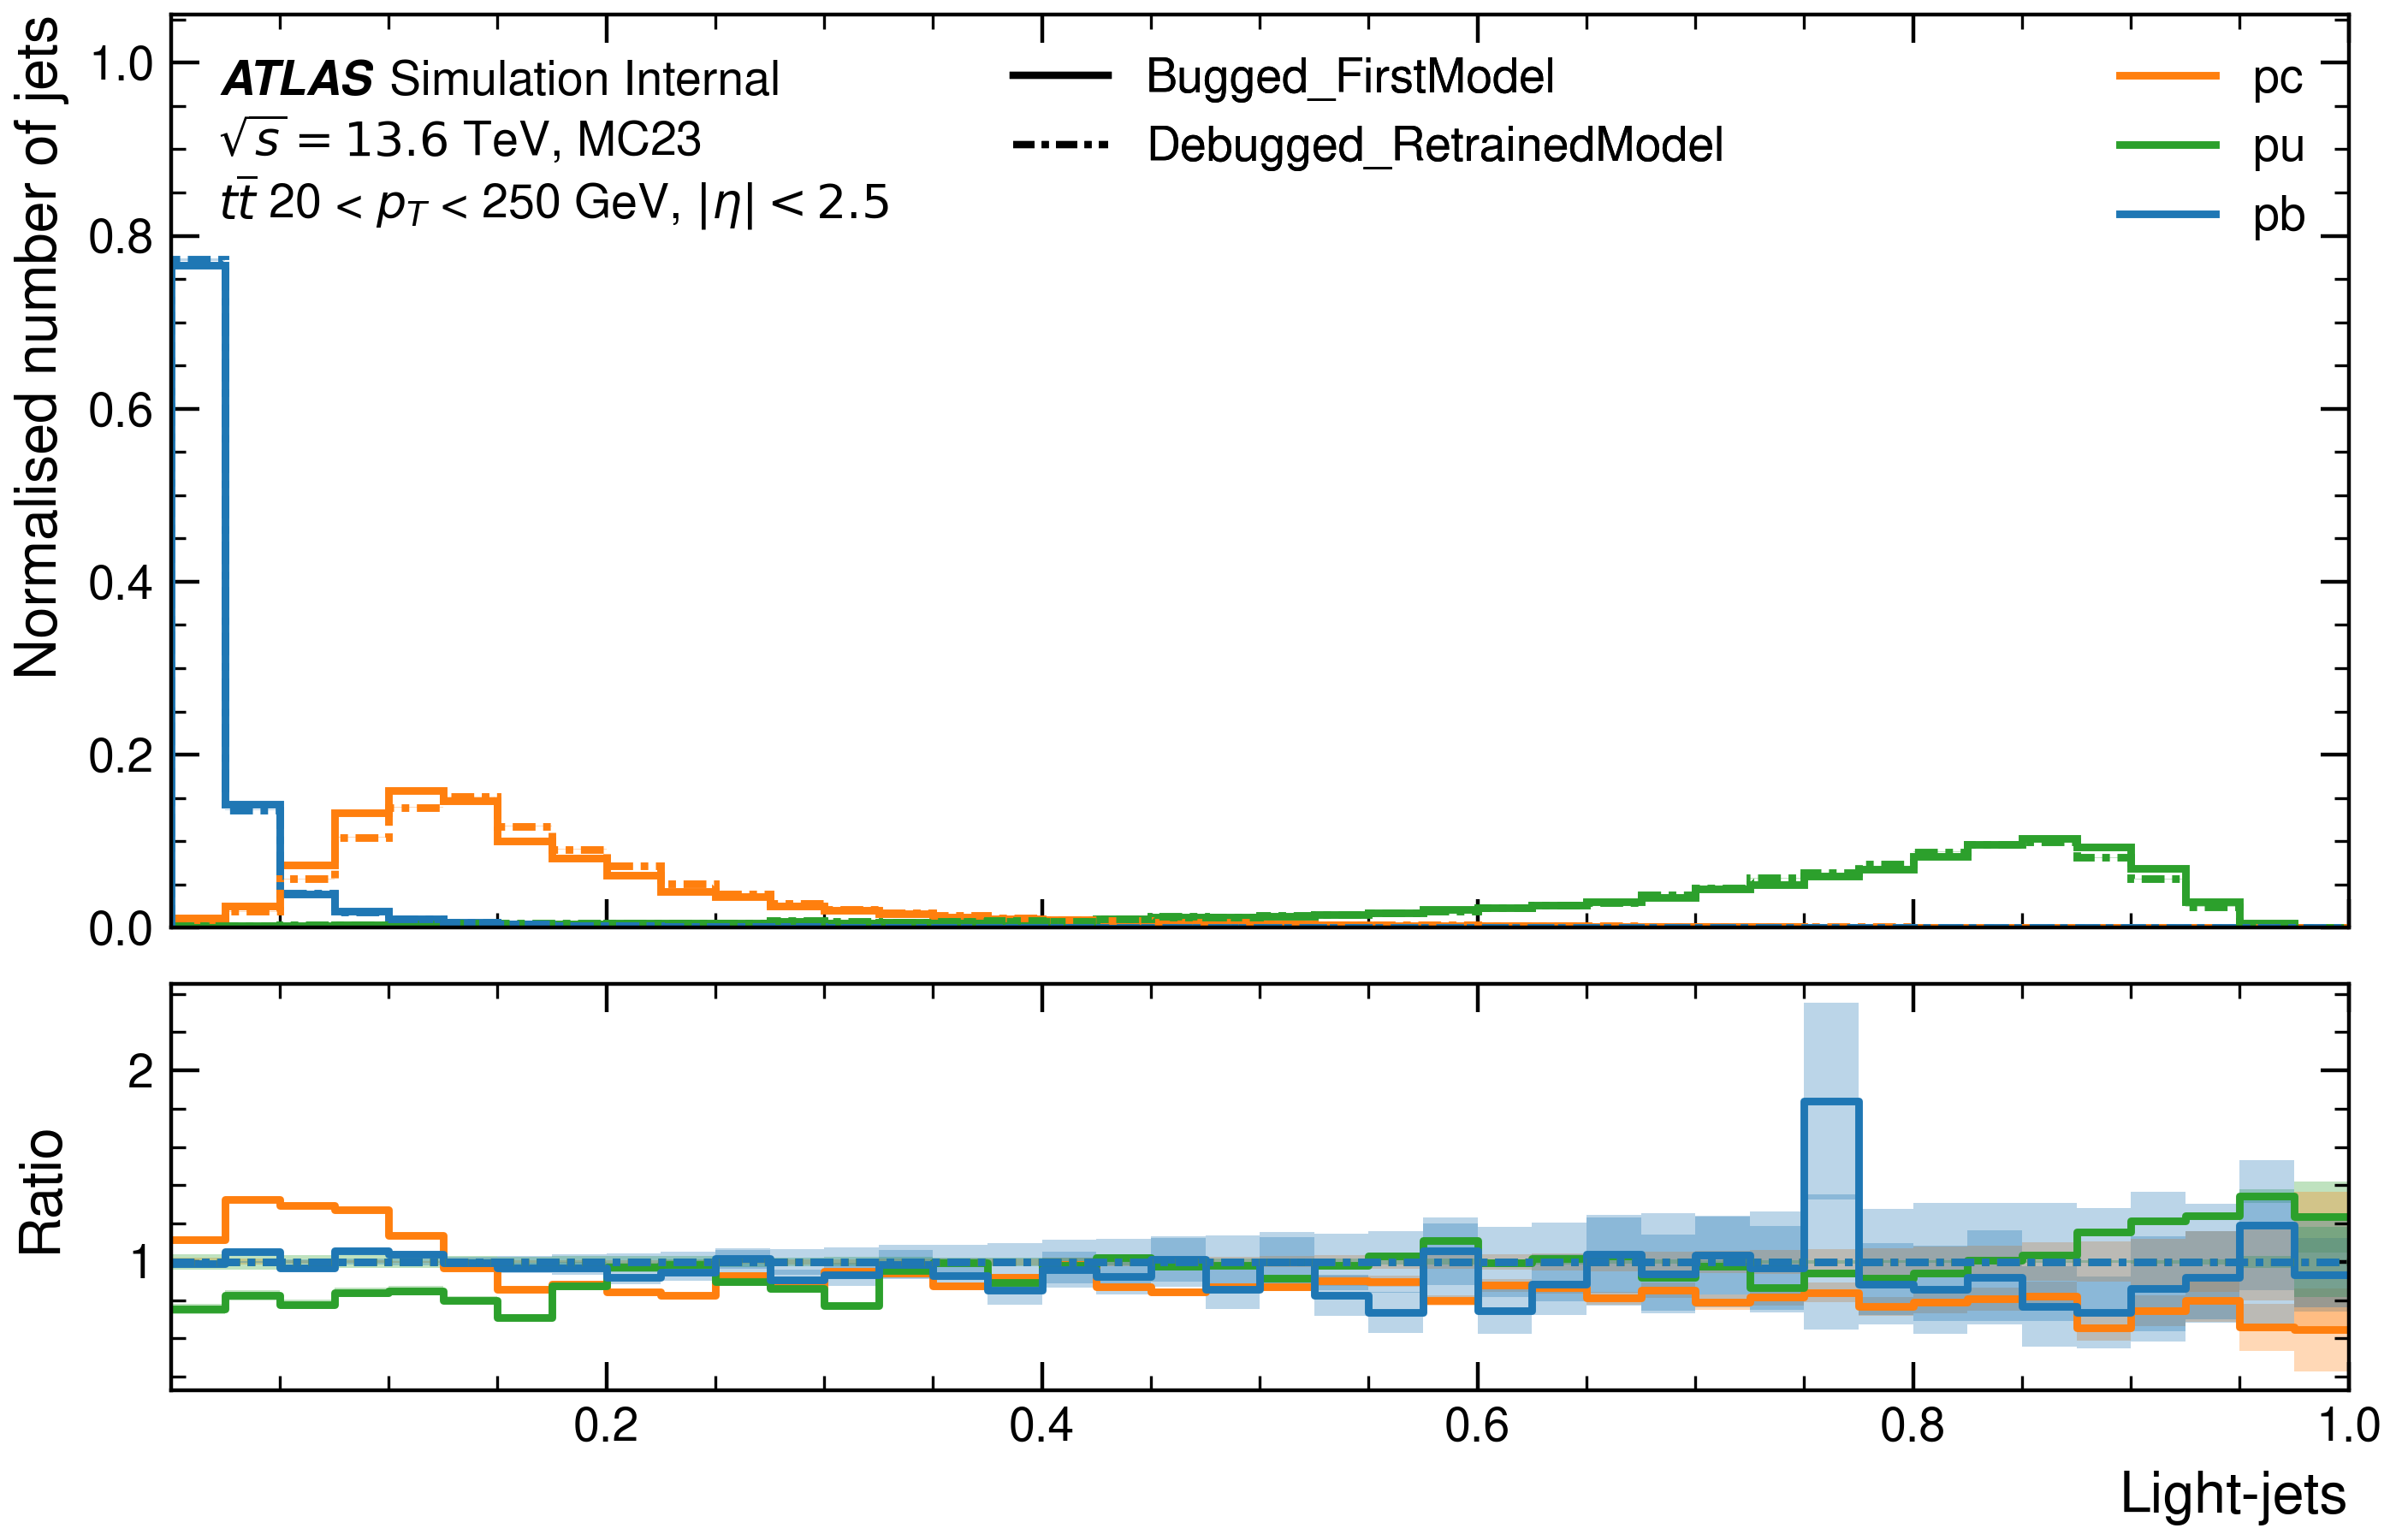 Normalised number of jets
1.0
0.8
0.6
0.4
0.2
0.0
ATLAS Simulation Internal
√s = 13.6 TeV, MC23
tt̄ 20 < p_T < 250 GeV, |η| < 2.5
Bugged_FirstModel
Debugged_RetrainedModel
pc
pu
pb
Ratio
2
1
0.2 0.4 0.6 0.8 1.0
Light-jets